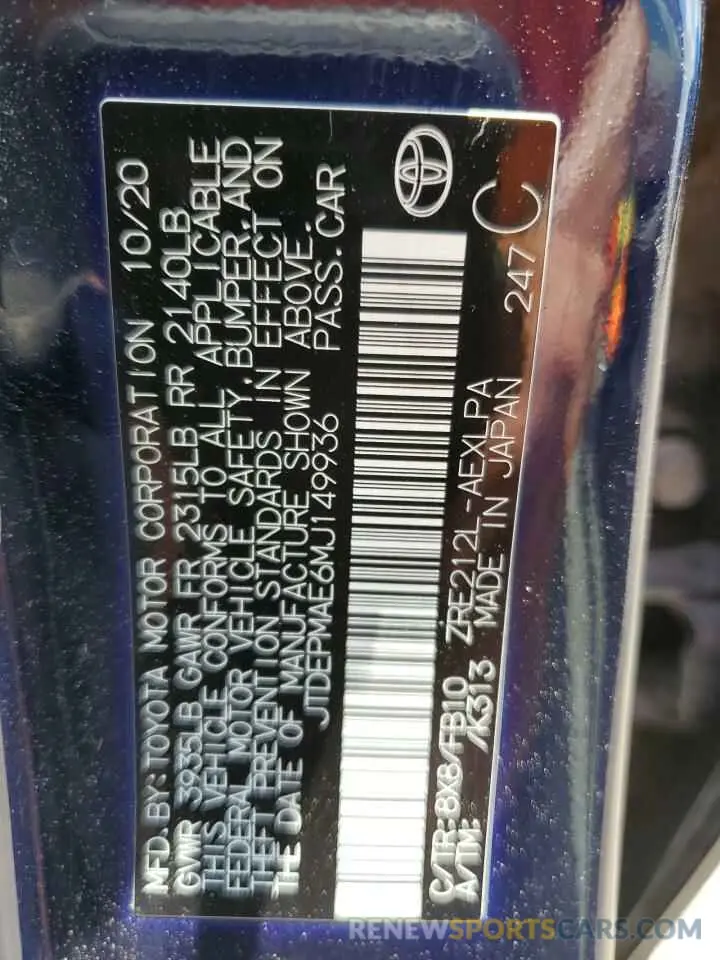 MFD. BY: TOYOTA MOTOR CORPORATION 10/20
GVWR 3935LB GAWR FR 2315LB RR 2140LB
THIS VEHICLE CONFORMS TO ALL APPLICABLE
FEDERAL MOTOR VEHICLE SAFETY, BUMPER, AND
THEFT PREVENTION STANDARDS IN EFFECT ON
THE DATE OF MANUFACTURE SHOWN ABOVE.
JTDEPMAE6MJ149936 PASS. CAR
C/TR: 8X8/FB10 ZRE212L-AEXLPA 247 C
A/TM: /K313 MADE IN JAPAN
RENEWSPORTSCARS.COM